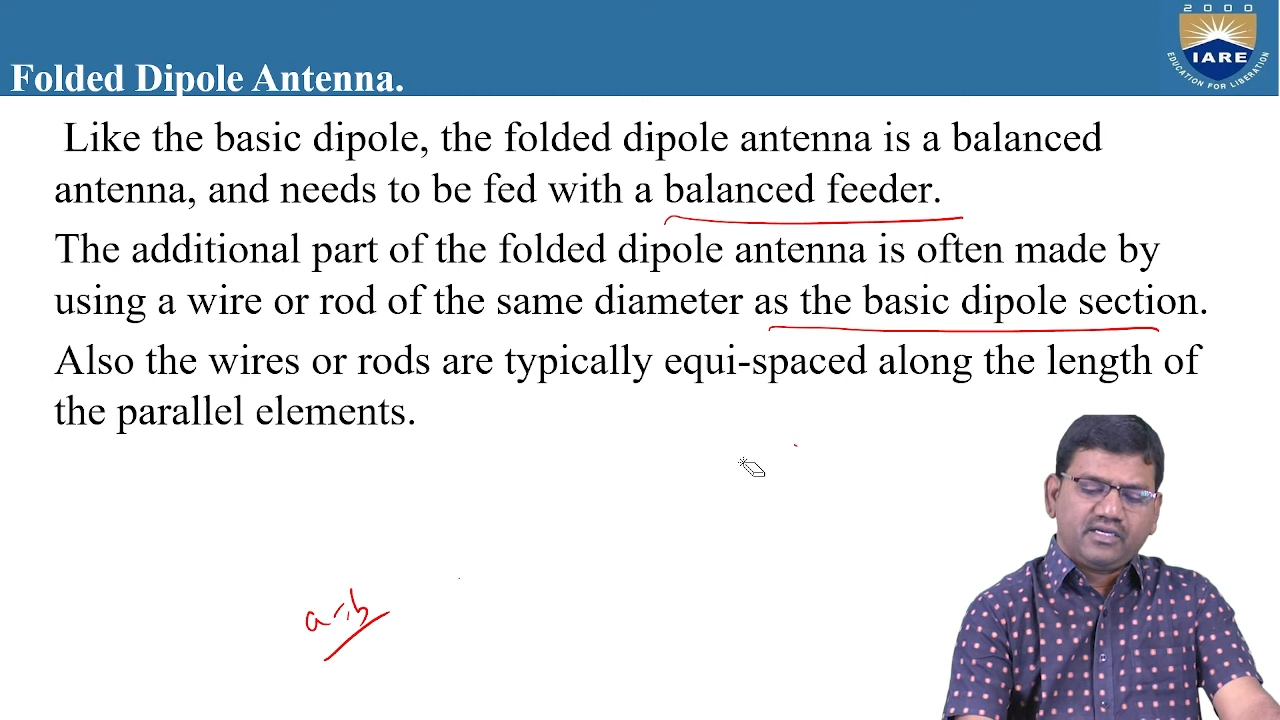 2000
IARE
EDUCATION FOR LIBERATION
Folded Dipole Antenna.
Like the basic dipole, the folded dipole antenna is a balanced
antenna, and needs to be fed with a balanced feeder.
The additional part of the folded dipole antenna is often made by
using a wire or rod of the same diameter as the basic dipole section.
Also the wires or rods are typically equi-spaced along the length of
the parallel elements.
a=b